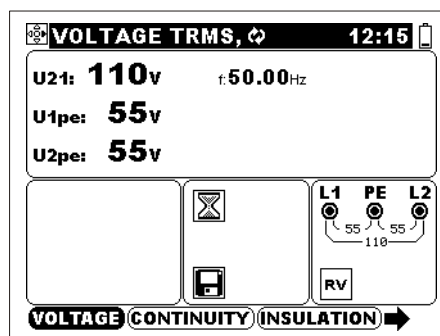 VOLTAGE TRMS, 12:15
U21: 110V f:50.00Hz
U1pe: 55V
U2pe: 55V
L1 PE L2
55 55
110
RV
VOLTAGE CONTINUITY INSULATION